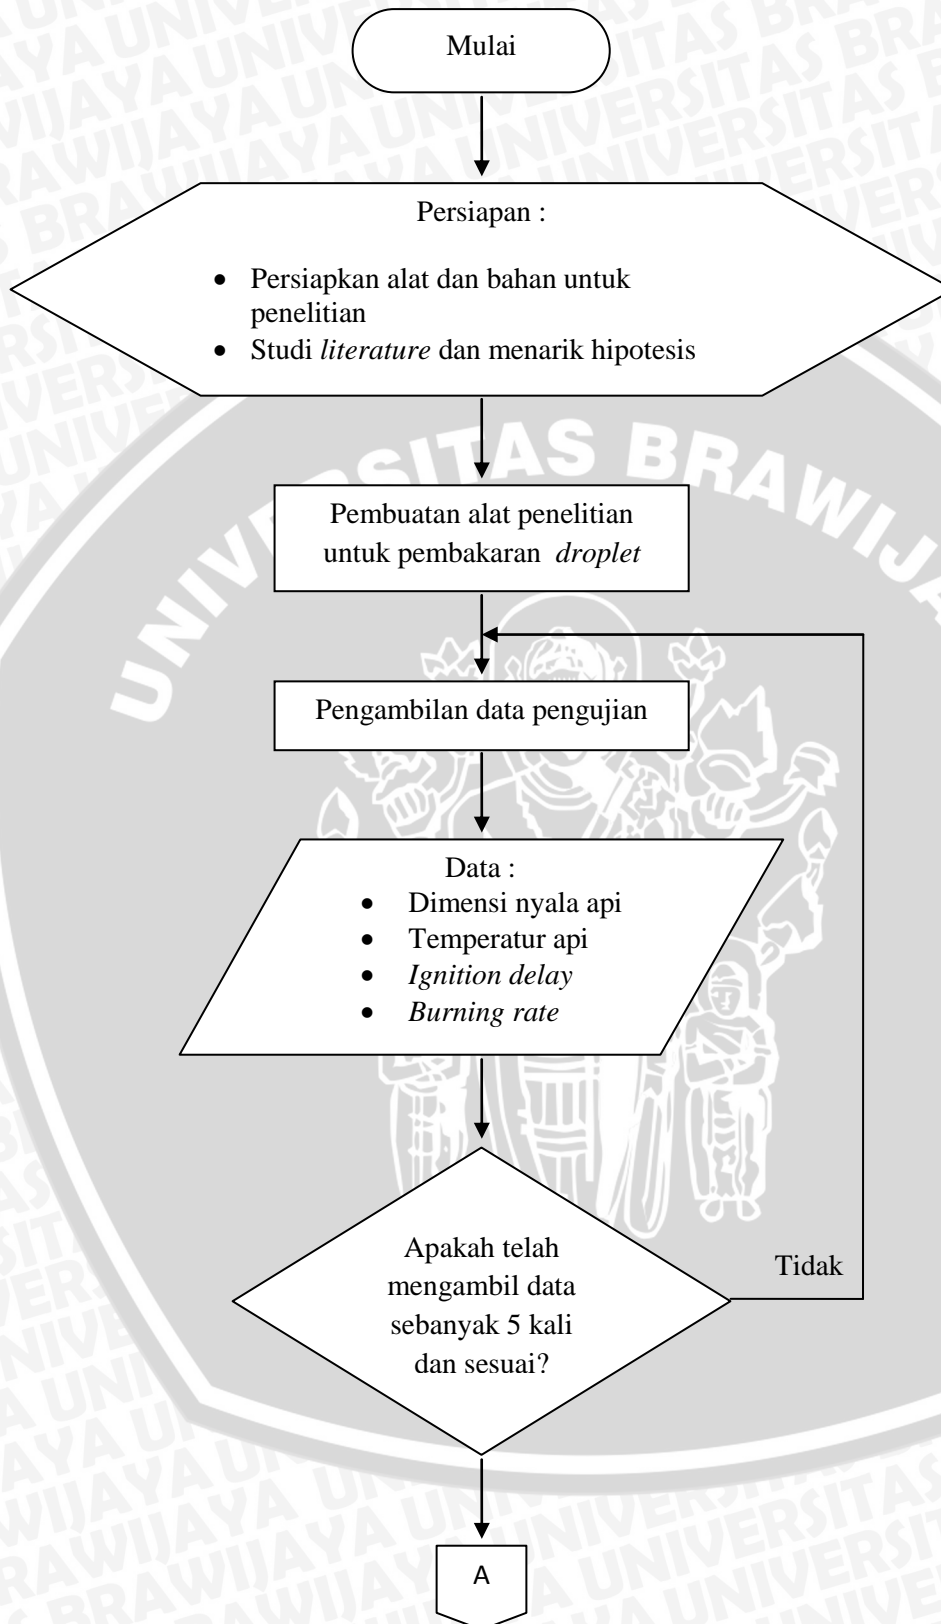 Mulai
Persiapan :
• Persiapkan alat dan bahan untuk
penelitian
• Studi literature dan menarik hipotesis
UNIVERSITAS BRAWIJA
Pembuatan alat penelitian
untuk pembakaran droplet
Pengambilan data pengujian
Data :
• Dimensi nyala api
• Temperatur api
• Ignition delay
• Burning rate
Apakah telah
mengambil data
sebanyak 5 kali
dan sesuai?
Tidak
A